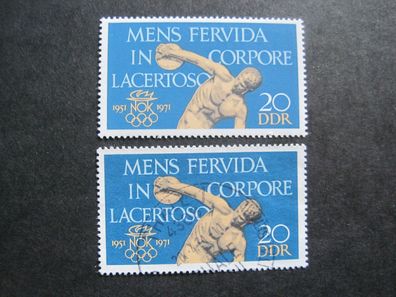 MENS FERVIDA
IN CORPORE
LACERTOSO
1951 NOK 1971
20
DDR
MENS FERVIDA
IN CORPORE
LACERTOSO
1951 NOK 1971
20
DDR